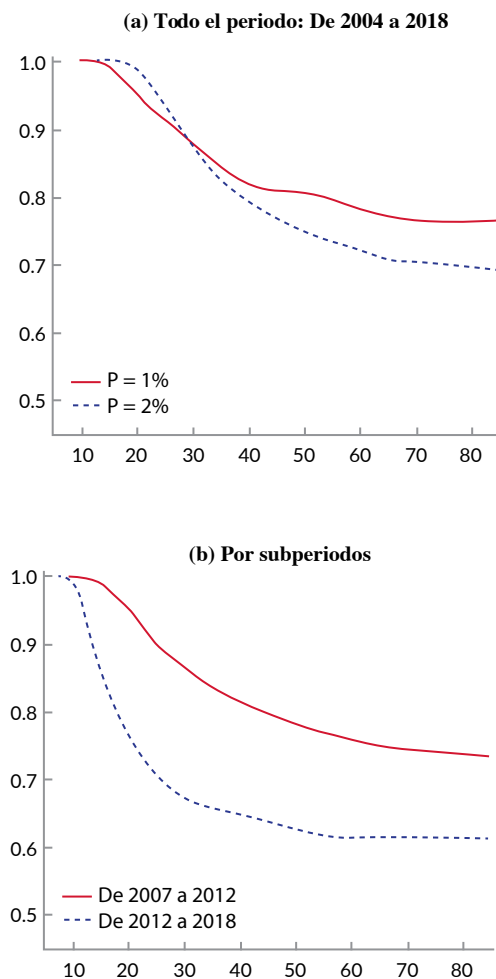 (a) Todo el periodo: De 2004 a 2018
1.0
0.9
0.8
0.7
0.6
0.5
P = 1%
P = 2%
10 20 30 40 50 60 70 80
(b) Por subperiodos
1.0
0.9
0.8
0.7
0.6
0.5
De 2007 a 2012
De 2012 a 2018
10 20 30 40 50 60 70 80